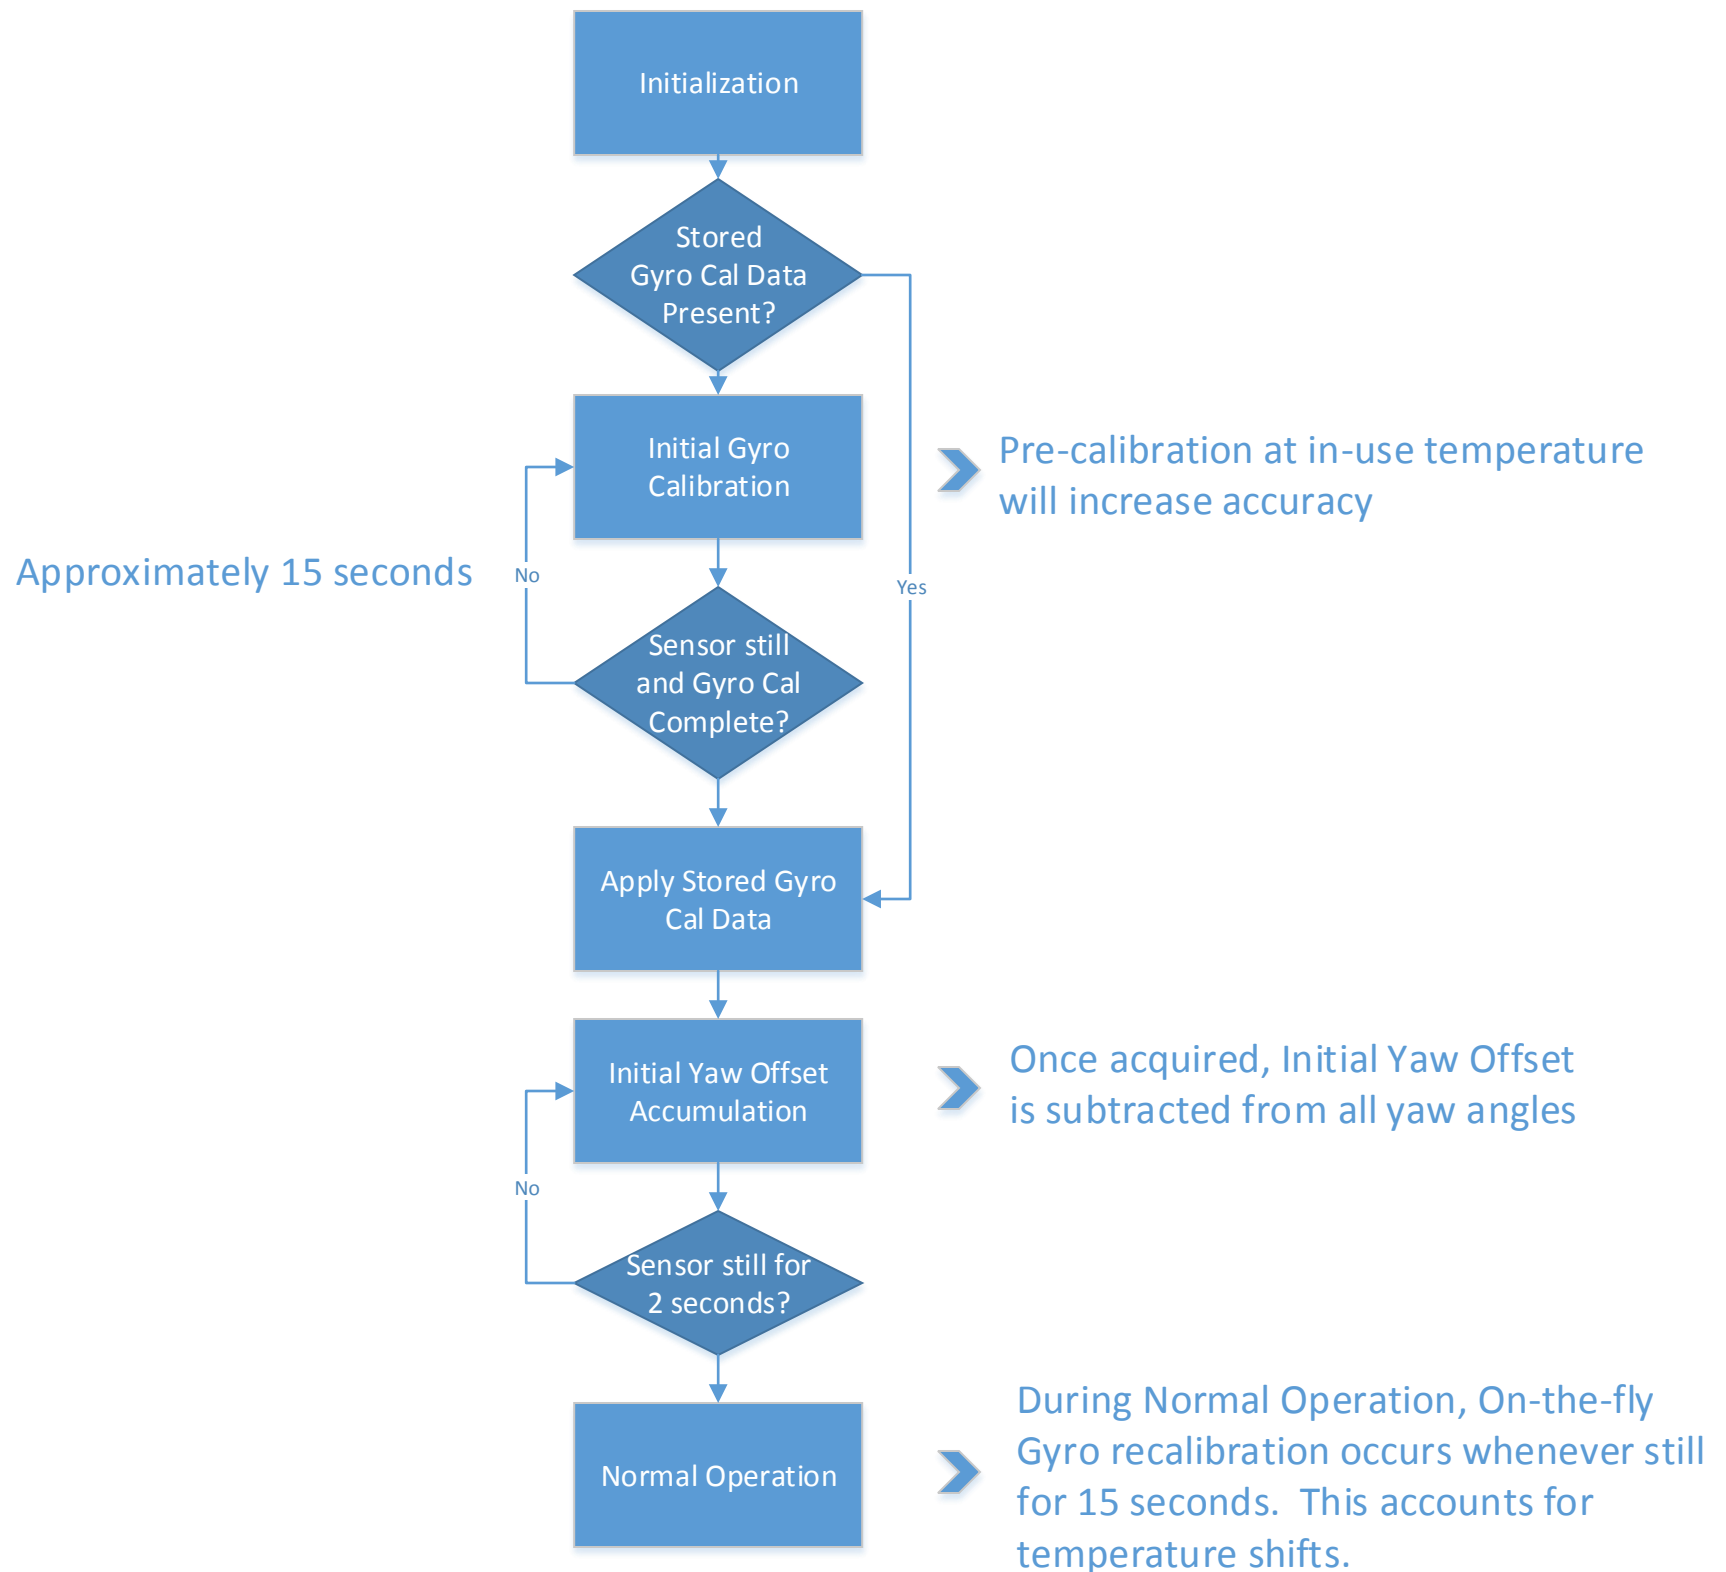 Initialization
Stored
Gyro Cal Data
Present?
Initial Gyro
Calibration
Pre-calibration at in-use temperature
will increase accuracy
Approximately 15 seconds
No
Yes
Sensor still
and Gyro Cal
Complete?
Apply Stored Gyro
Cal Data
Initial Yaw Offset
Accumulation
Once acquired, Initial Yaw Offset
is subtracted from all yaw angles
No
Sensor still for
2 seconds?
Normal Operation
During Normal Operation, On-the-fly
Gyro recalibration occurs whenever still
for 15 seconds.  This accounts for
temperature shifts.